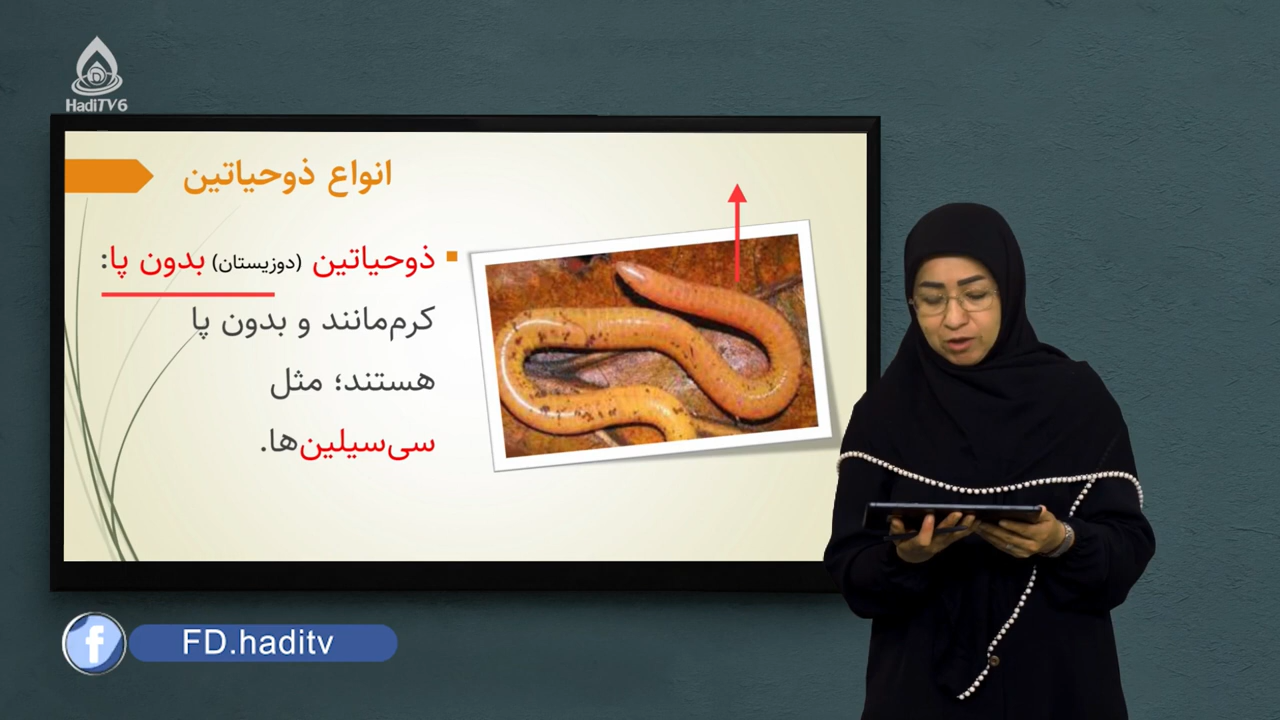 HadiTV6
انواع ذوحیاتین
ذوحیاتین (دوزیستان) بدون پا:
کرم‌مانند و بدون پا
هستند؛ مثل
سی‌سیلین‌ها.
FD.haditv